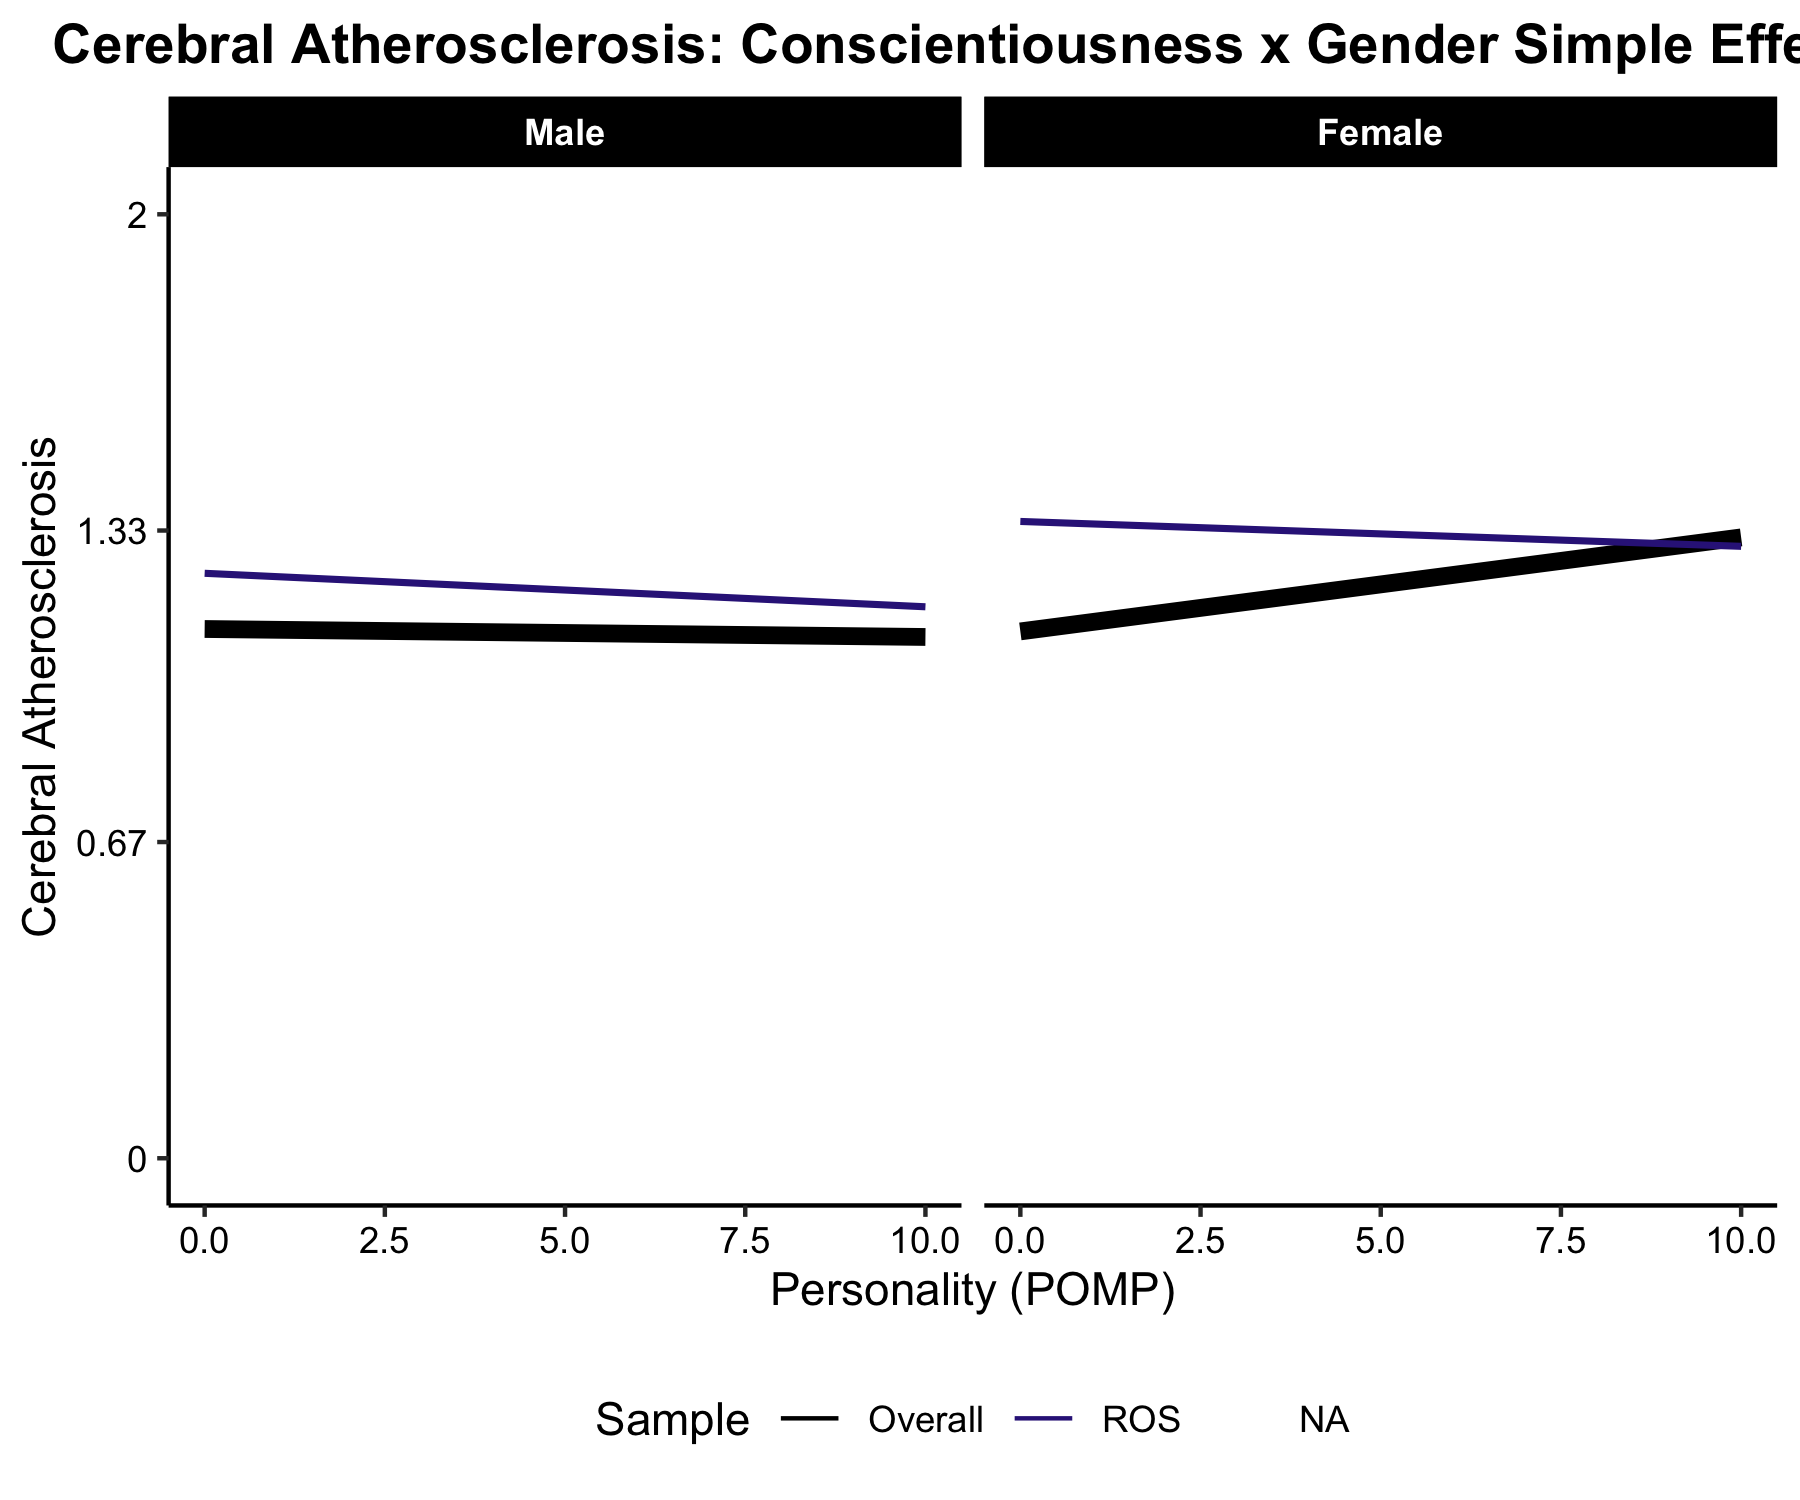 Cerebral Atherosclerosis: Conscientiousness x Gender Simple Effe
Male
Female
Cerebral Atherosclerosis
2
1.33
0.67
0
0.0 2.5 5.0 7.5 10.0
0.0 2.5 5.0 7.5 10.0
Personality (POMP)
Sample Overall ROS NA